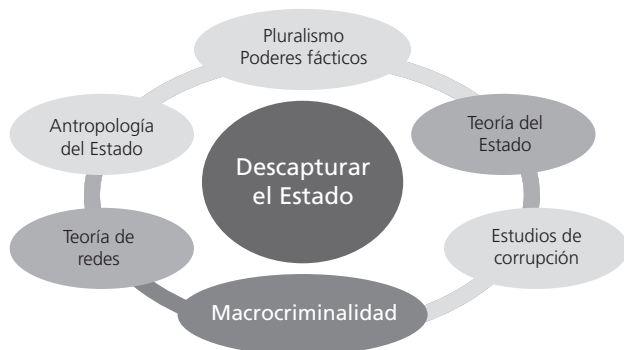 Pluralismo
Poderes fácticos
Antropología
del Estado
Teoría del
Estado
Descapturar
el Estado
Teoría de
redes
Estudios de
corrupción
Macrocriminalidad